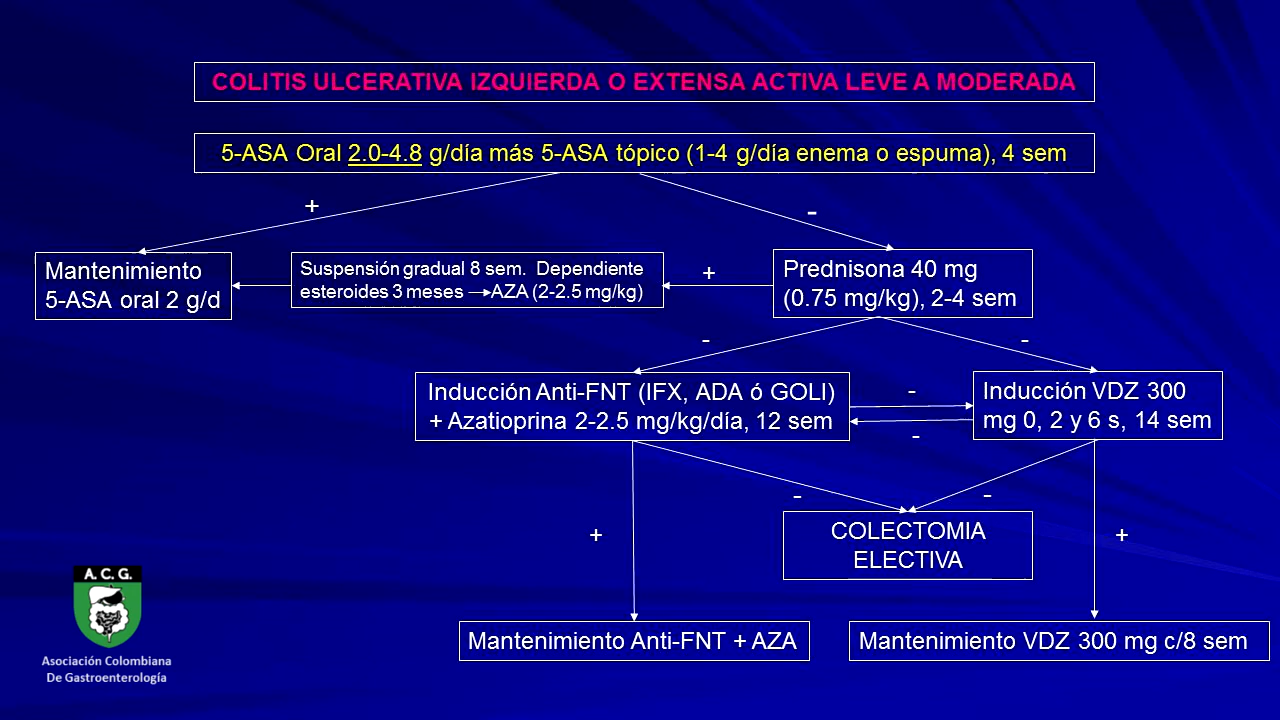 COLITIS ULCERATIVA IZQUIERDA O EXTENSA ACTIVA LEVE A MODERADA
5-ASA Oral 2.0-4.8 g/día más 5-ASA tópico (1-4 g/día enema o espuma), 4 sem
+
-
Mantenimiento
5-ASA oral 2 g/d
Suspensión gradual 8 sem. Dependiente
esteroides 3 meses → AZA (2-2.5 mg/kg)
+
Prednisona 40 mg
(0.75 mg/kg), 2-4 sem
-
-
Inducción Anti-FNT (IFX, ADA ó GOLI)
+ Azatioprina 2-2.5 mg/kg/día, 12 sem
-
-
Inducción VDZ 300
mg 0, 2 y 6 s, 14 sem
-
-
+
COLECTOMIA
ELECTIVA
+
Mantenimiento Anti-FNT + AZA
Mantenimiento VDZ 300 mg c/8 sem
A. C. G.
Asociación Colombiana
De Gastroenterología